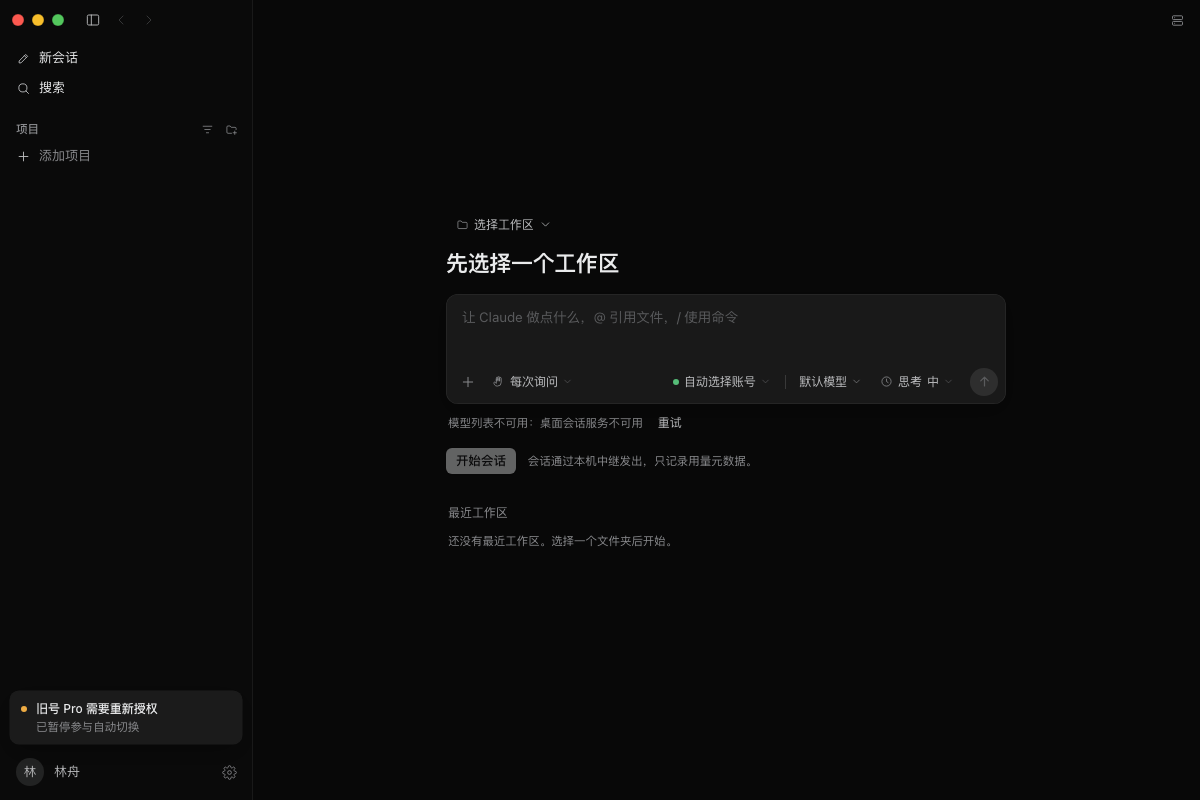 新会话
搜索
项目
添加项目
选择工作区
先选择一个工作区
让 Claude 做点什么，@ 引用文件，/ 使用命令
每次询问
自动选择账号
默认模型
思考 中
模型列表不可用：桌面会话服务不可用 重试
开始会话
会话通过本机中继发出，只记录用量元数据。
最近工作区
还没有最近工作区。选择一个文件夹后开始。
旧号 Pro 需要重新授权
已暂停参与自动切换
林
林舟